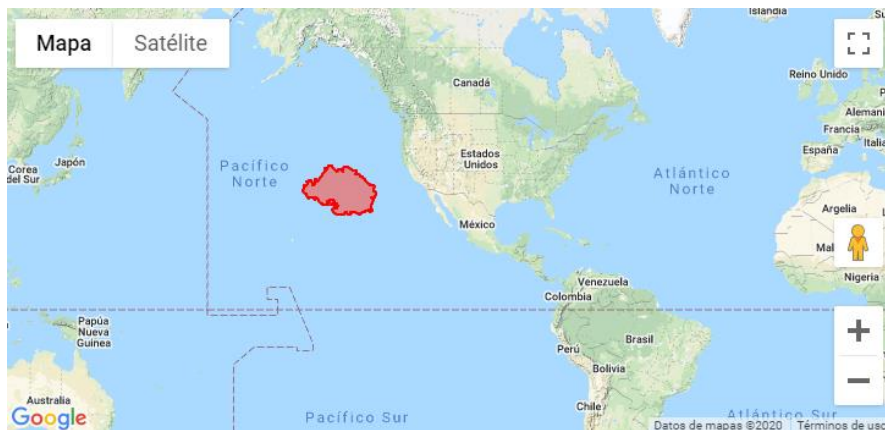 Islandia
Mapa
Satélite
Canadá
Reino Unido
Alemani
Francia
Pacífico
Norte
Estados
Unidos
Atlántico
Norte
España
Italia
Corea
del Sur
Japón
México
Argelia
Mal
Nigeria
Venezuela
Colombia
Papúa
Nueva
Guinea
Perú
Brasil
Bolivia
Australia
Chile
Google
Pacífico Sur
Atlántico Sur
Datos de mapas ©2020
Términos de uso